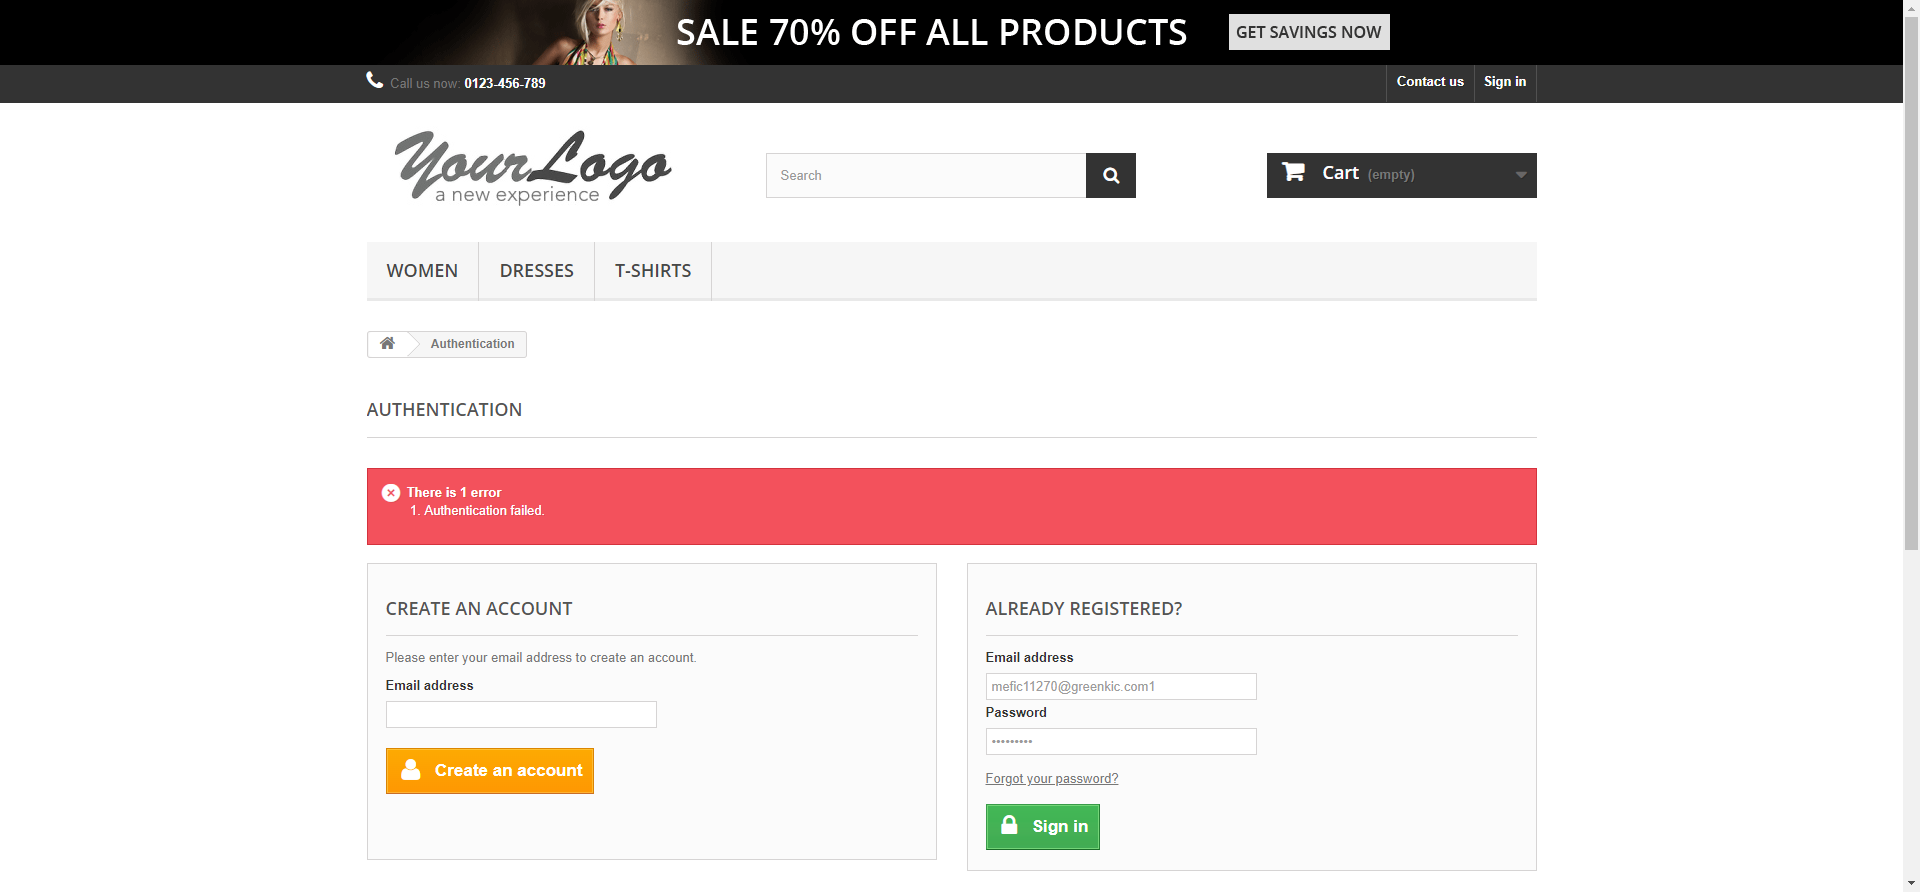 SALE 70% OFF ALL PRODUCTS GET SAVINGS NOW
Call us now: 0123-456-789 Contact us Sign in
YourLogo
a new experience
Search
Cart (empty)
WOMEN DRESSES T-SHIRTS
Authentication
AUTHENTICATION
There is 1 error
1. Authentication failed.
CREATE AN ACCOUNT
Please enter your email address to create an account.
Email address
Create an account
ALREADY REGISTERED?
Email address
mefic11270@greenkic.com1
Password
•••••••••
Forgot your password?
Sign in